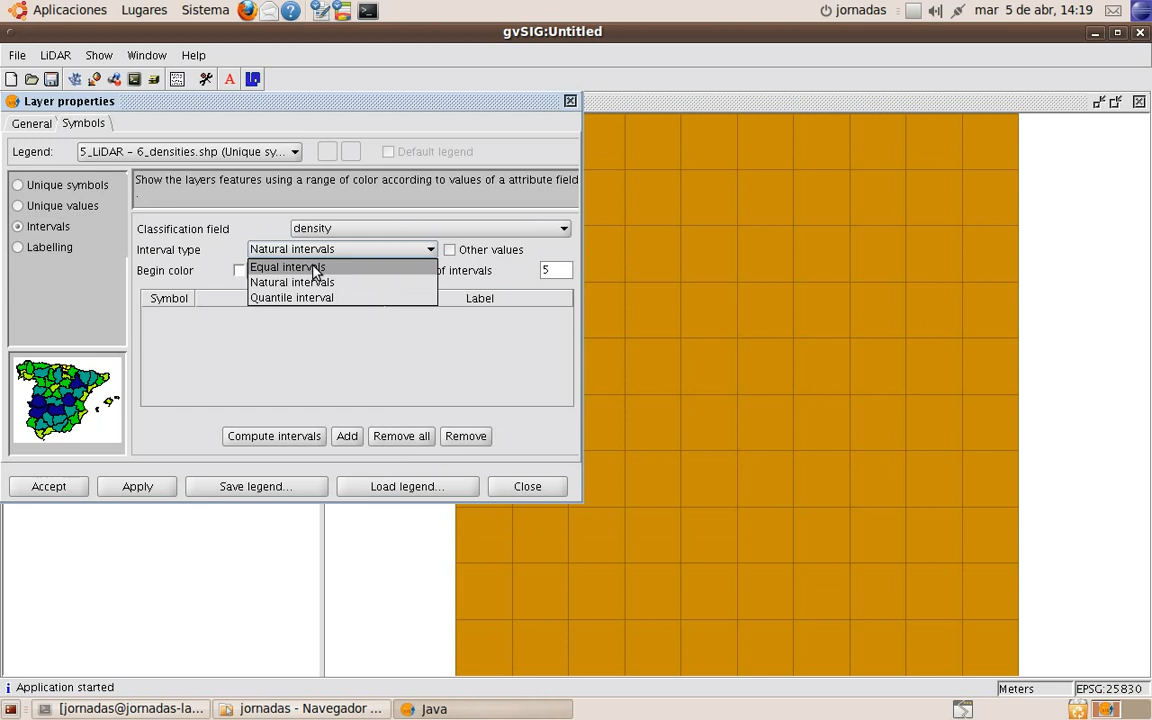 Aplicaciones Lugares Sistema jornadas mar 5 de abr, 14:19
gvSIG:Untitled
File LiDAR Show Window Help
Layer properties
General Symbols
Legend: 5_LiDAR - 6_densities.shp (Unique sy... Default legend
Unique symbols
Unique values
Intervals
Labelling
Show the layers features using a range of color according to values of a attribute field
.
Classification field density
Interval type Natural intervals Other values
Equal intervals
Natural intervals
Quantile interval
Begin color of intervals 5
Symbol Label
Compute intervals Add Remove all Remove
Accept Apply Save legend... Load legend... Close
Application started Meters EPSG:25830
[jornadas@jornadas-la... jornadas - Navegador ... Java